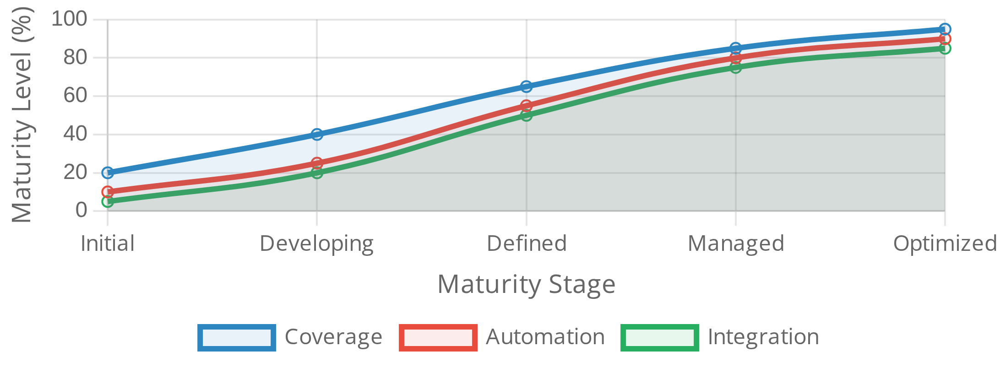 Maturity Level (%)
100
80
60
40
20
0
Initial Developing Defined Managed Optimized
Maturity Stage
Coverage Automation Integration